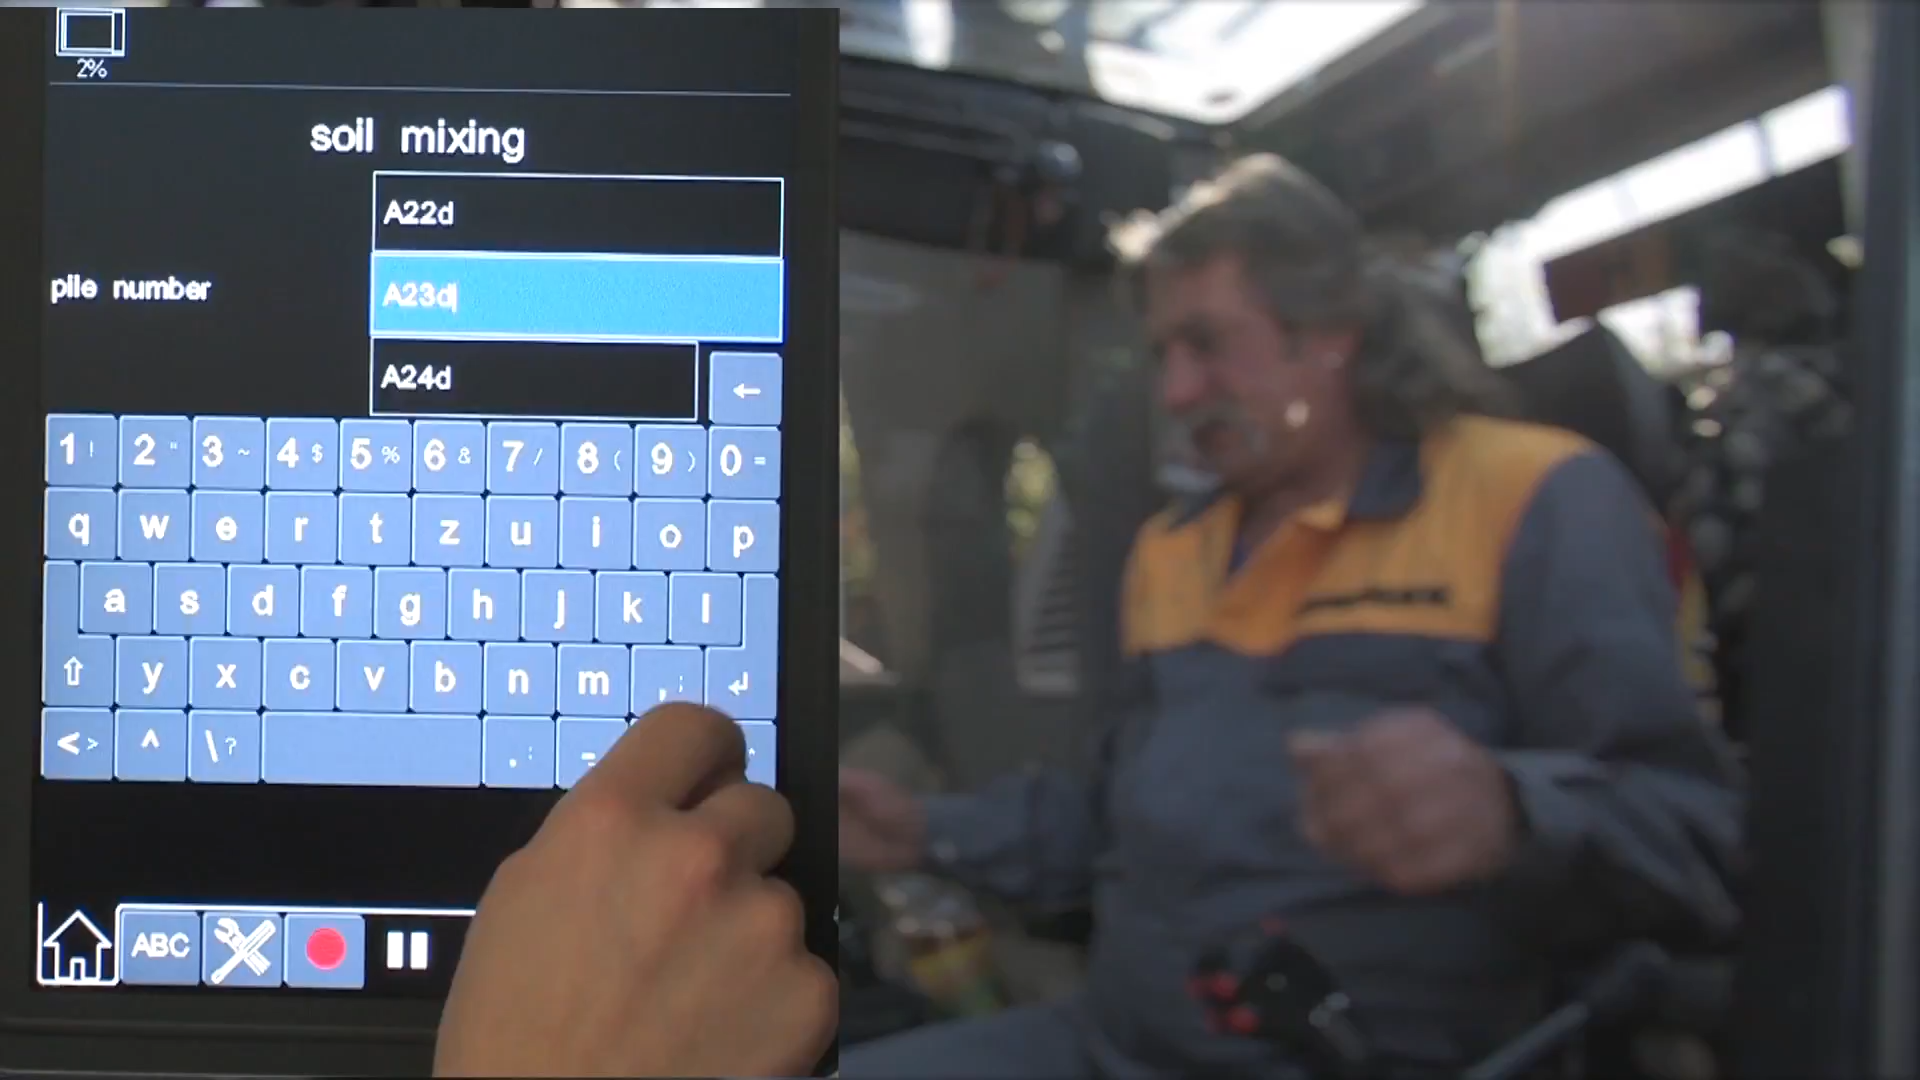 2%
soil mixing
A22d
pile number
A23d
A24d
←
1 ! 2 " 3 ~ 4 $ 5 % 6 & 7 / 8 ( 9 ) 0 =
q w e r t z u i o p
a s d f g h j k l
⇧ y x c v b n m , ; ↵
< > ^ \ ? . : -
ABC